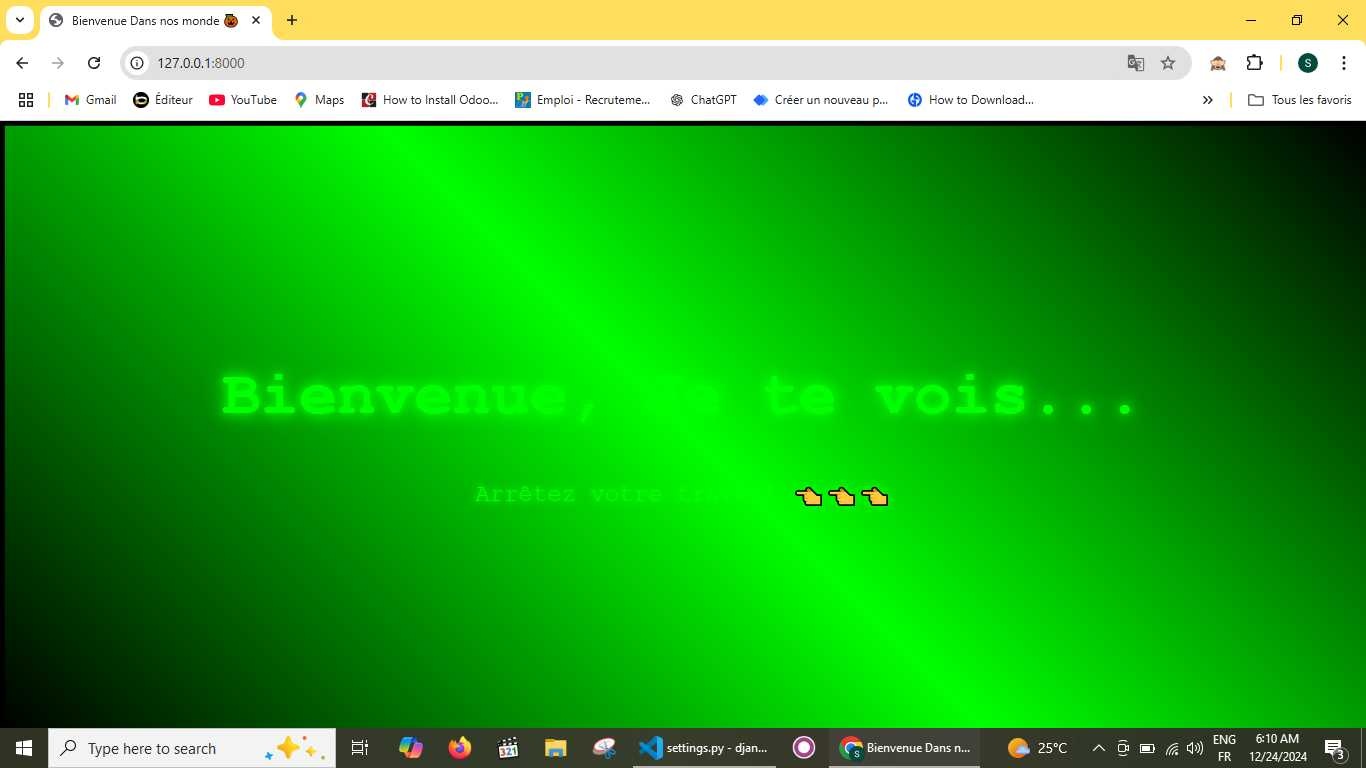 Bienvenue Dans nos monde
127.0.0.1:8000
S
Gmail
Éditeur
YouTube
Maps
How to Install Odoo...
Emploi - Recruteme...
ChatGPT
Créer un nouveau p...
How to Download...
Tous les favoris
Bienvenue, Je te vois...
Arrêtez votre
Type here to search
321
settings.py - djan...
S
Bienvenue Dans n...
25°C
ENG
FR
6:10 AM
12/24/2024
3